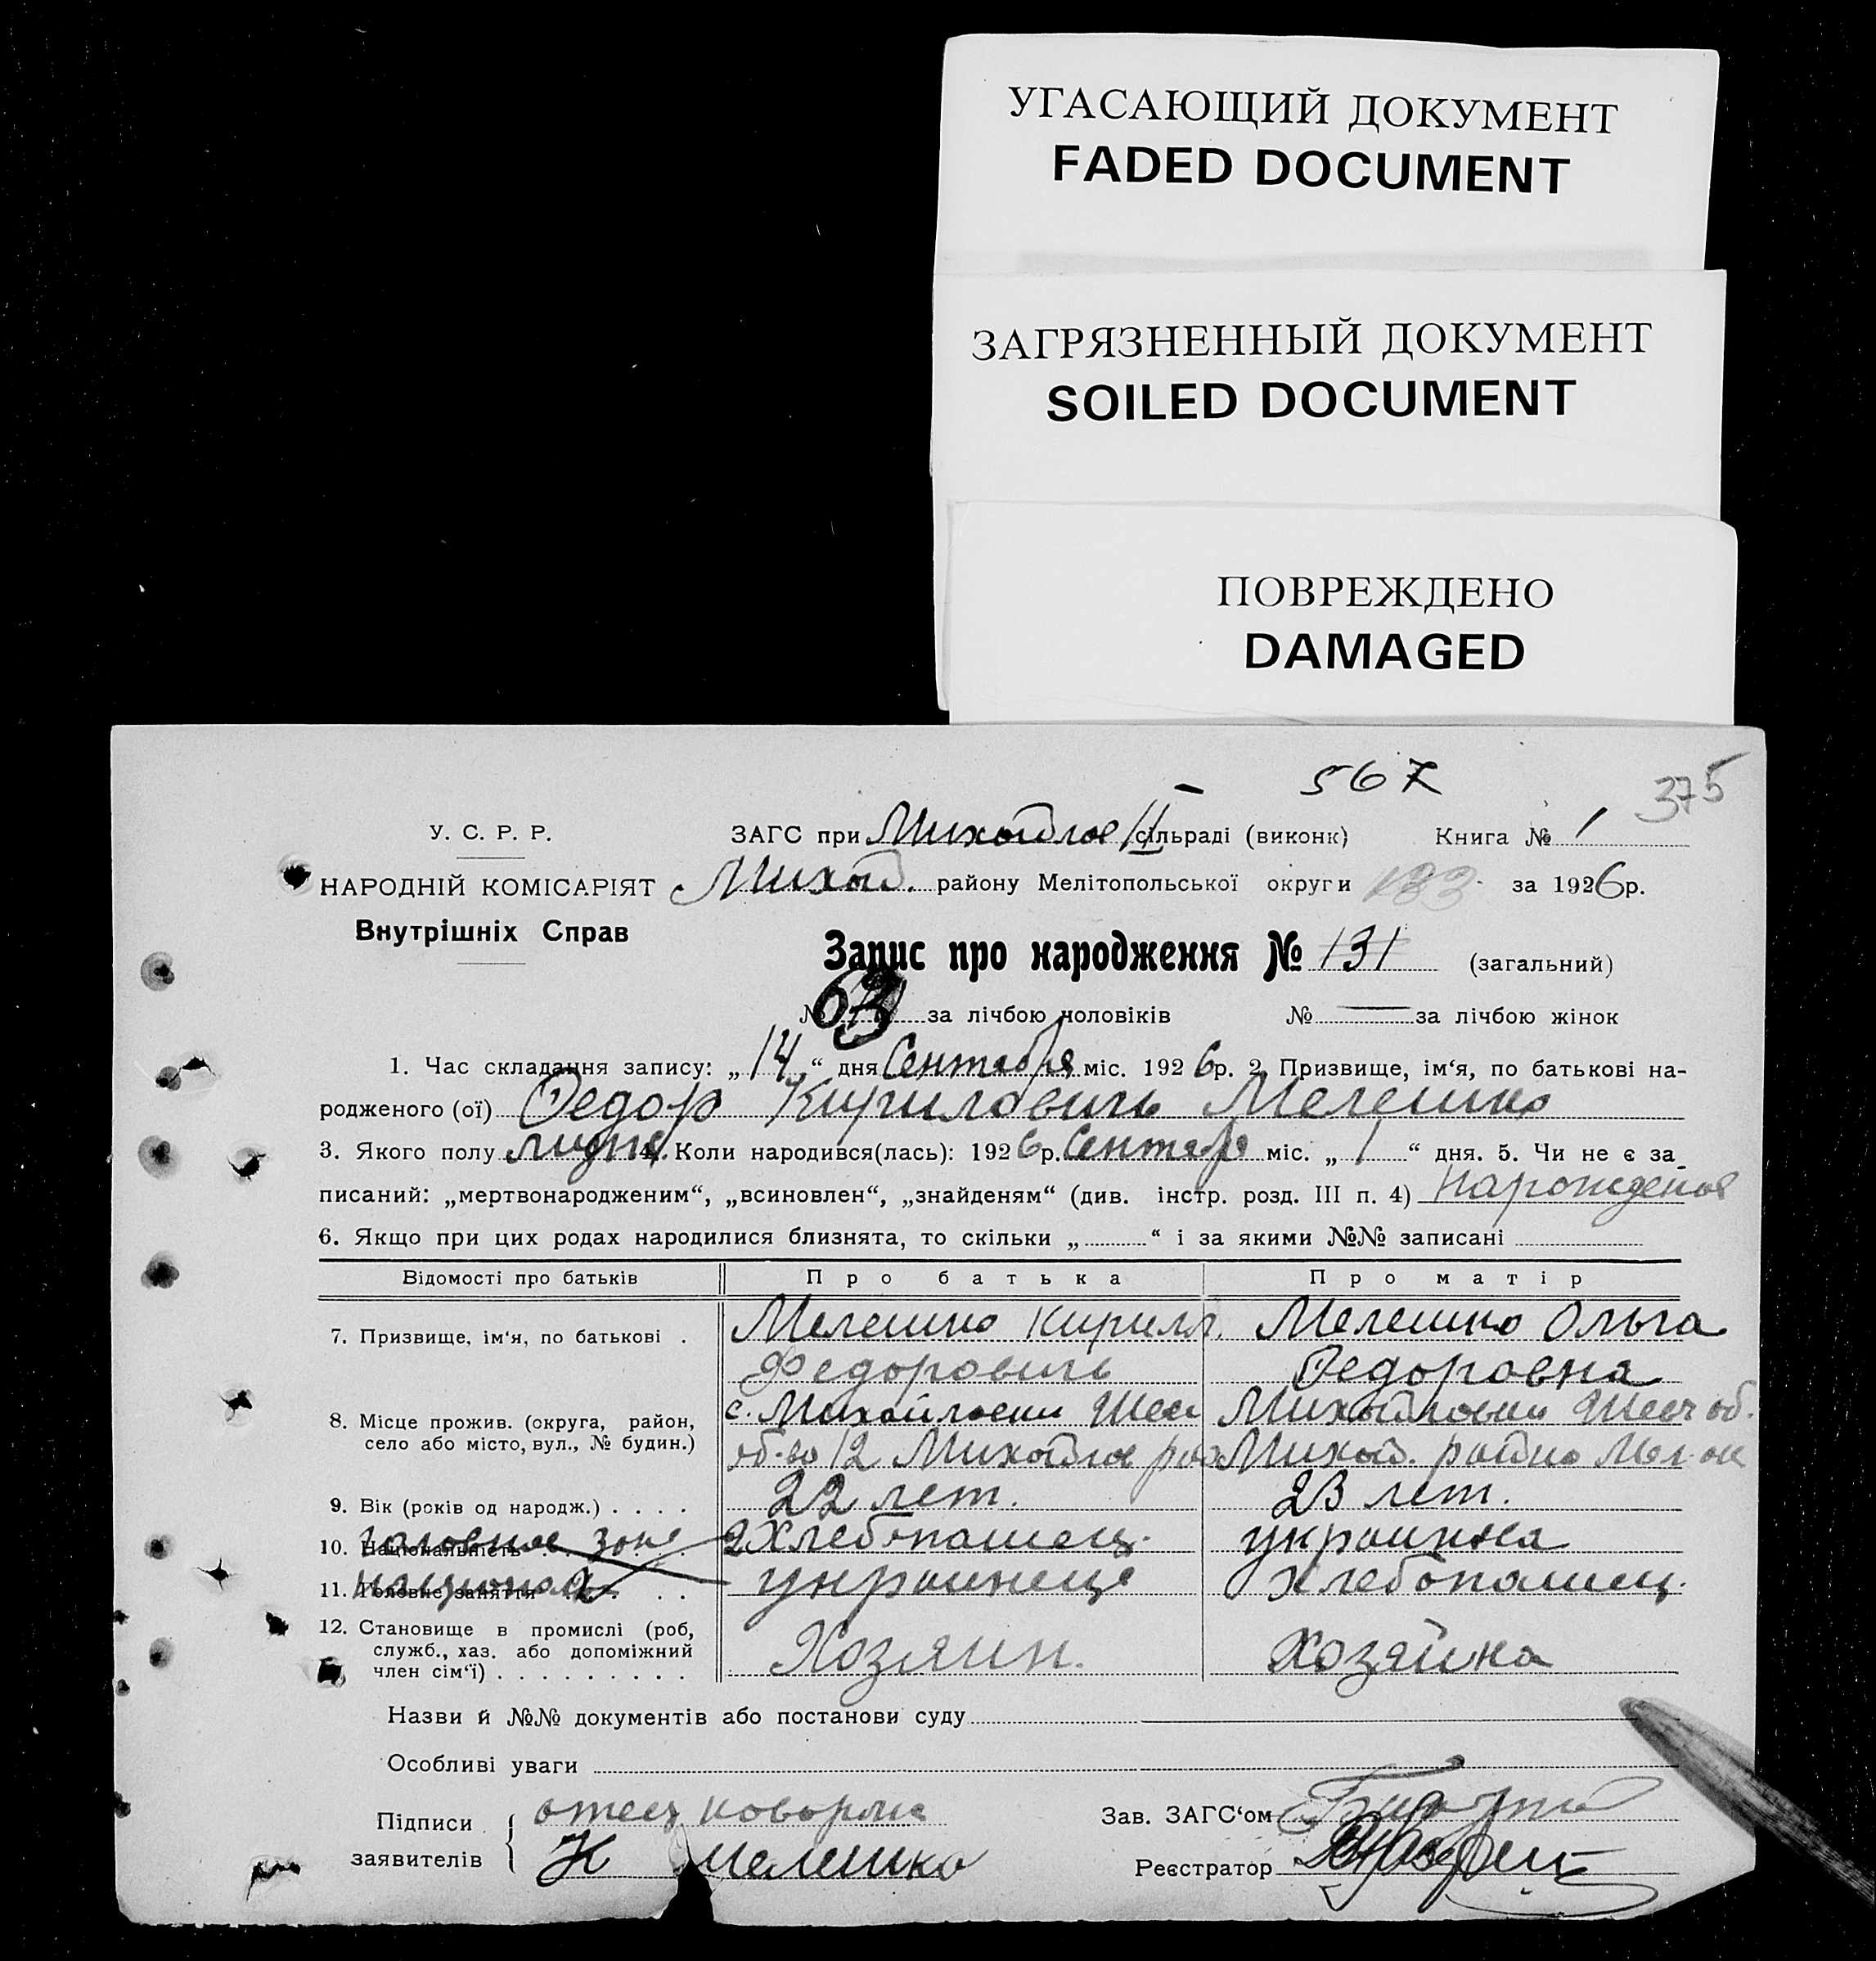 УГАСАЮЩИЙ ДОКУМЕНТ
FADED DOCUMENT
ЗАГРЯЗНЕННЫЙ ДОКУМЕНТ
SOILED DOCUMENT
ПОВРЕЖДЕНО
DAMAGED
567
375
У. С. Р. Р.
ЗАГС при сільраді (виконк) Книга № 1
НАРОДНІЙ КОМІСАРІЯТ Михай. району Мелітопольської округи 183 за 1926р.
Внутрішніх Справ
Запис про народження № 131 (загальний)
№ 63 за лічбою чоловіків № — за лічбою жінок
1. Час складання запису: „14“ дня Сентября міс. 1926р. 2. Призвище, ім‘я, по батькові на-
родженого (ої) Федор Кирилович Мелешко
3. Якого полу 4. Коли народився(лась): 1926р. Сентября міс. „1“ дня. 5. Чи не є за-
писаний: „мертвонародженим“, „всиновлен“, „знайденям“ (див. інстр. розд. III п. 4)
6. Якщо при цих родах народилися близнята, то скільки „ “ і за якими №№ записані
Відомості про батьків Про батька Про матір
7. Призвище, ім‘я, по батькові . Мелешко Кирилл. Мелешко Ольга
Федорович Федоровна
8. Місце прожив. (округа, район,
село або місто, вул., № будин.)
с. Михайловки
Михай. района
9. Вік (років од народж.) . . . . 22 лет. 23 лет.
10. Національність Хлебопашец. украинка
11. Головне заняття украинец Хлебопашец.
12. Становище в промислі (роб,
служб., хаз. або допоміжний
член сім‘ї) . . . . . . . . . Хозяин. Хозяйка
Назви й №№ документів або постанови суду
Особливі уваги
Підписи отец
заявителів К Мелешко
Зав. ЗАГС‘ом
Реєстратор